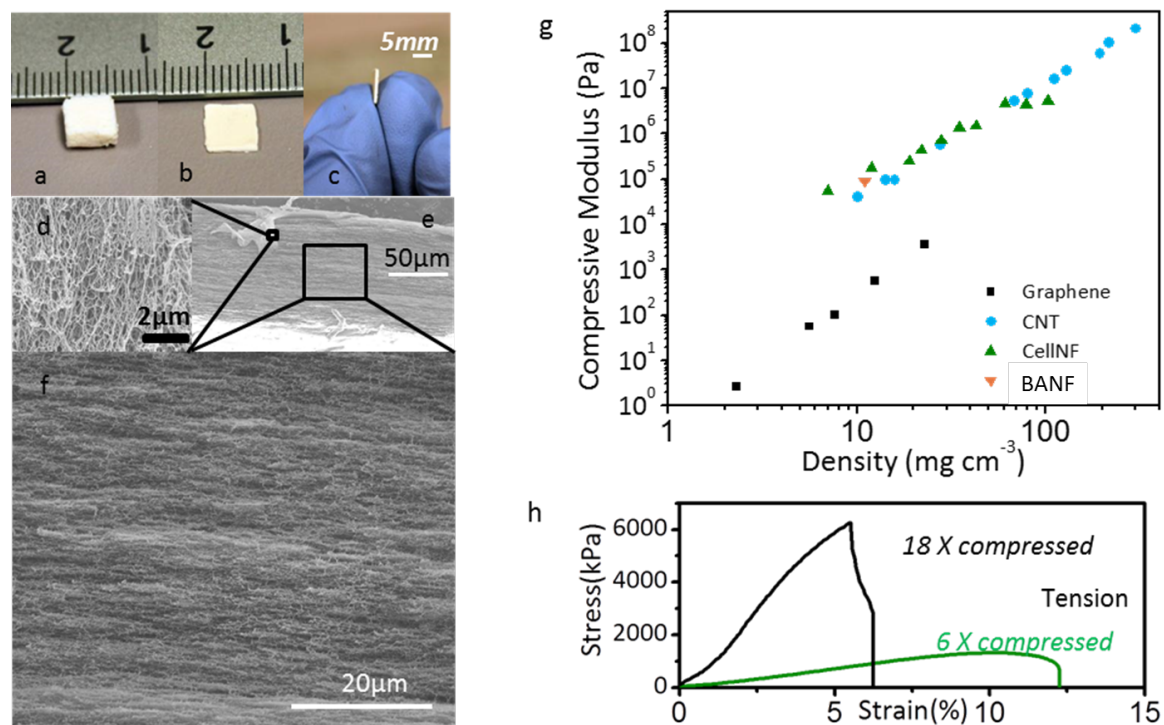 2 1
2 1
5mm
a b c
d e
50µm
2µm
f
20µm
g
Compressive Modulus (Pa)
10⁸
10⁷
10⁶
10⁵
10⁴
10³
10²
10¹
10⁰
Graphene
CNT
CellNF
BANF
1 10 100
Density (mg cm⁻³)
h
Stress(kPa)
6000
4000
2000
0
18 X compressed
Tension
6 X compressed
0 5 10 15
Strain(%)